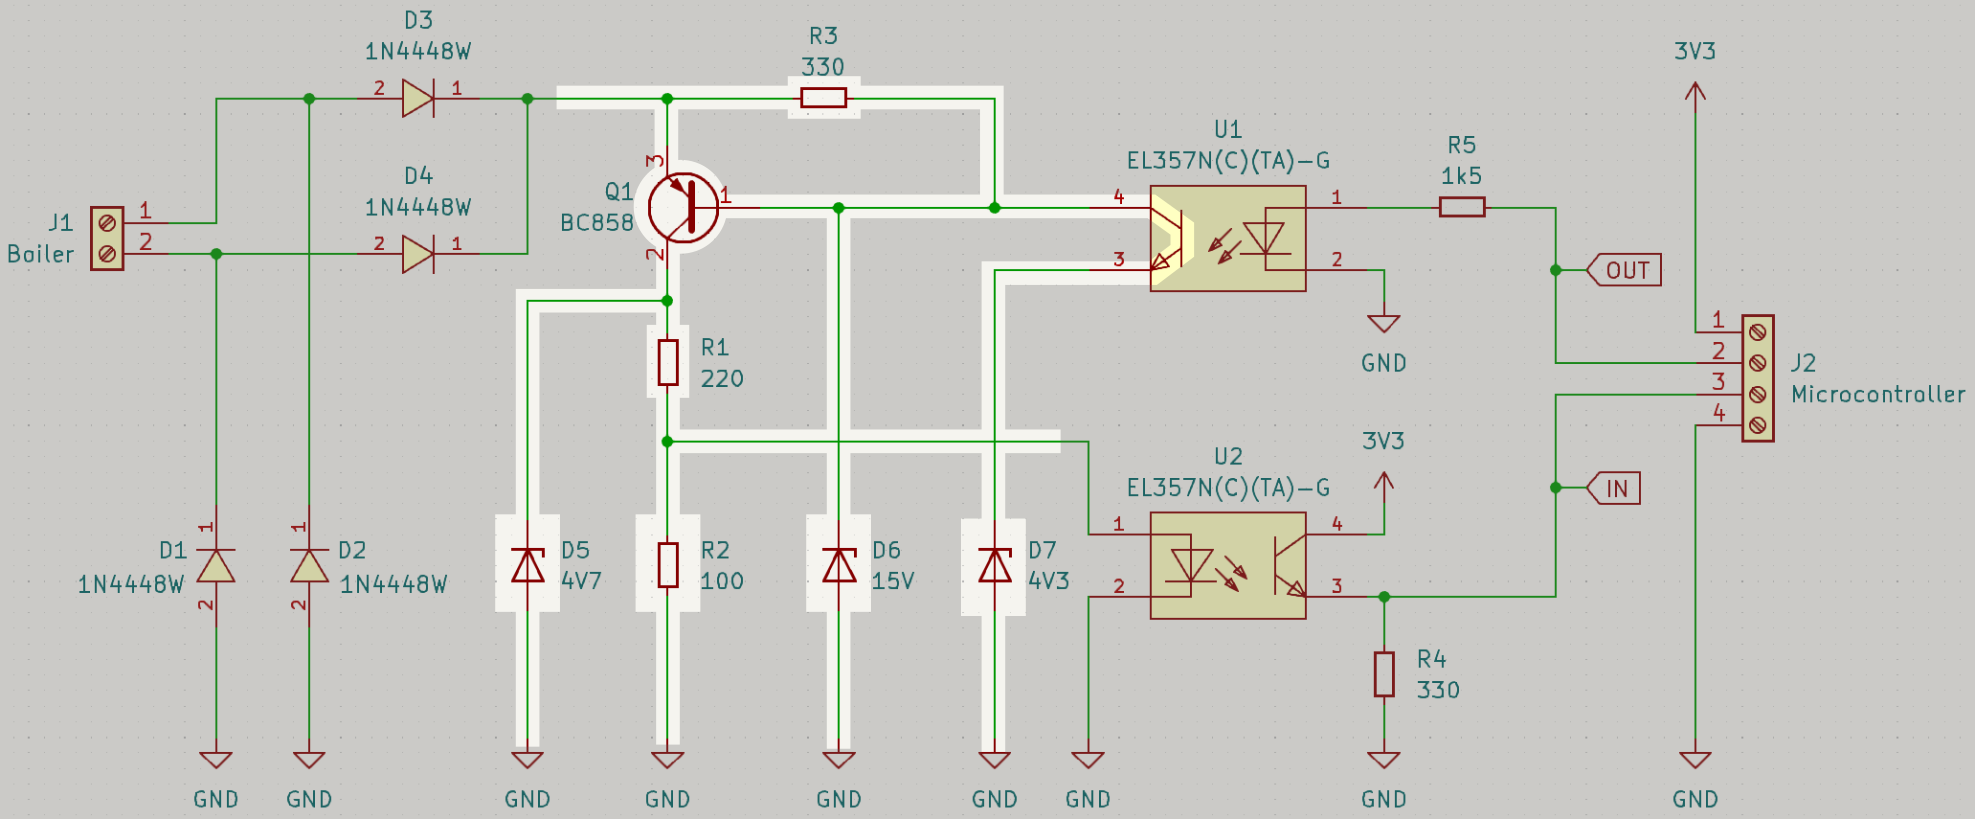 D3
1N4448W
2
1
R3
330
3V3
D4
1N4448W
2
1
J1
Boiler
1
2
3
Q1
BC858
1
2
U1
EL357N(C)(TA)-G
4
3
1
2
R5
1k5
OUT
GND
R1
220
1
2
3
4
J2
Microcontroller
U2
EL357N(C)(TA)-G
3V3
IN
1
2
4
3
D1
1N4448W
1
2
D2
1N4448W
1
2
D5
4V7
R2
100
D6
15V
D7
4V3
R4
330
GND
GND
GND
GND
GND
GND
GND
GND
GND